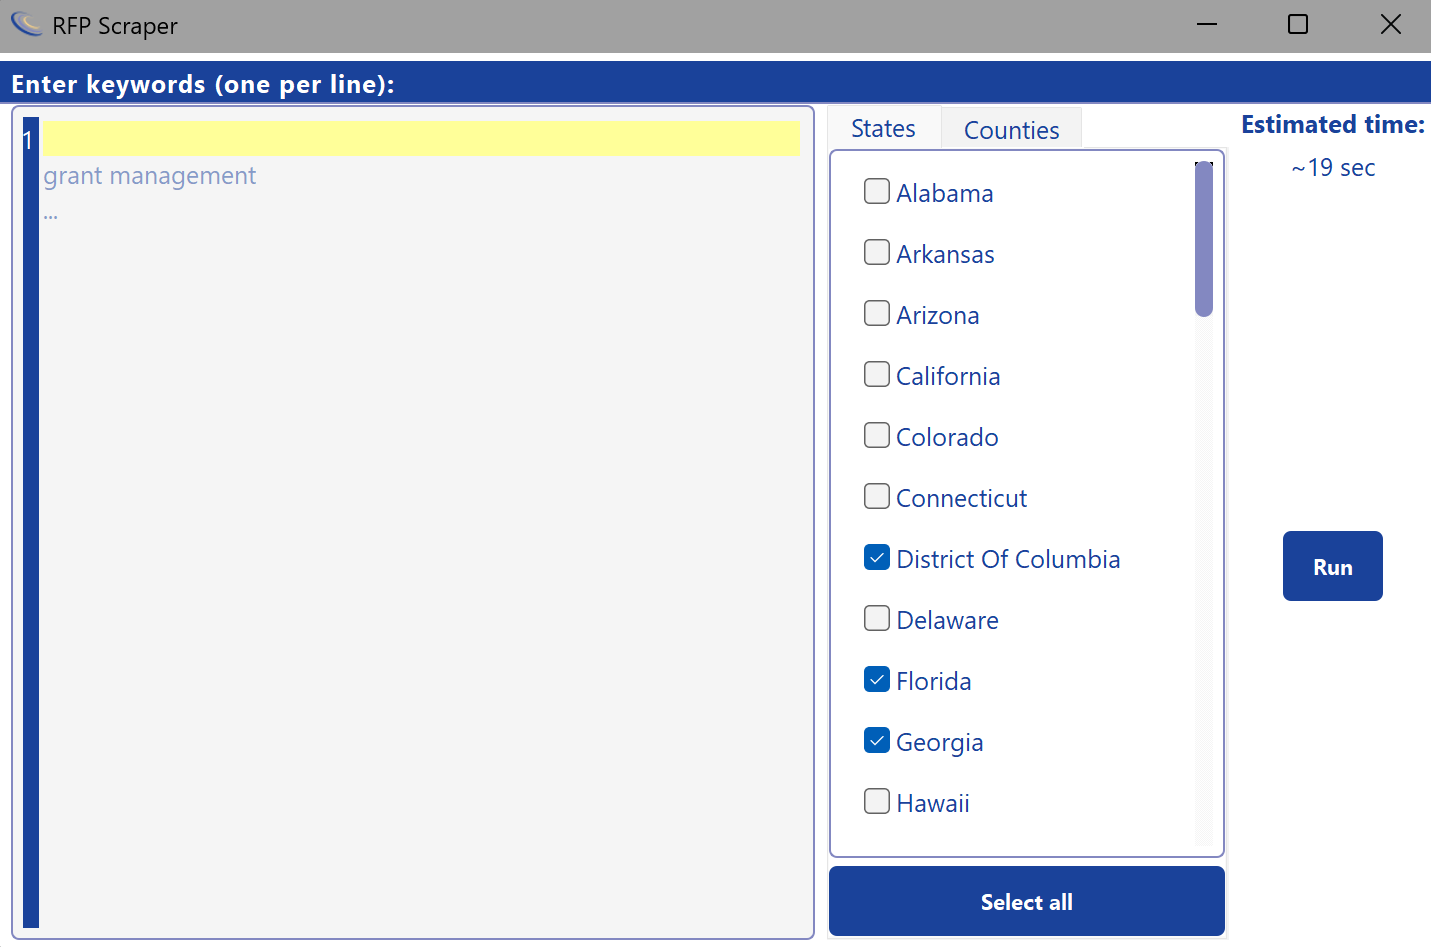 RFP Scraper
Enter keywords (one per line):
1
grant management
...
States
Counties
Alabama
Arkansas
Arizona
California
Colorado
Connecticut
District Of Columbia
Delaware
Florida
Georgia
Hawaii
Select all
Estimated time:
~19 sec
Run